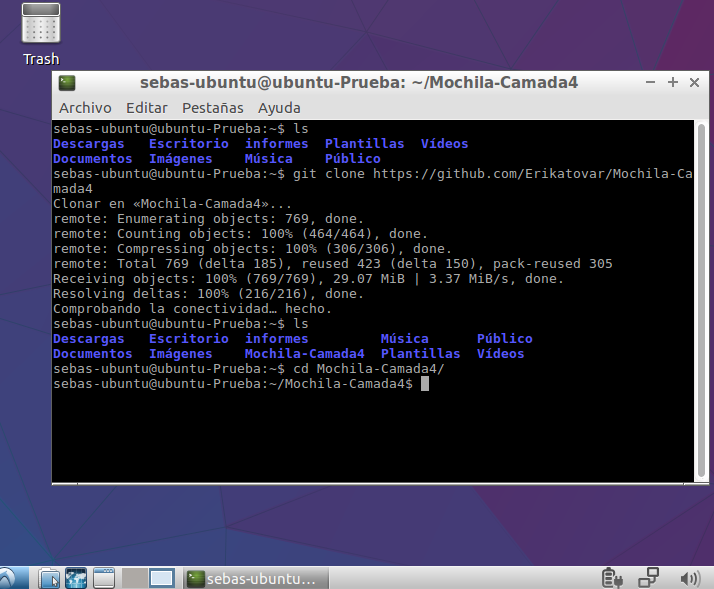 Trash
sebas-ubuntu@ubuntu-Prueba: ~/Mochila-Camada4
Archivo Editar Pestañas Ayuda
sebas-ubuntu@ubuntu-Prueba:~$ ls
Descargas Escritorio informes Plantillas Vídeos
Documentos Imágenes Música Público
sebas-ubuntu@ubuntu-Prueba:~$ git clone https://github.com/Erikatovar/Mochila-Ca
mada4
Clonar en «Mochila-Camada4»...
remote: Enumerating objects: 769, done.
remote: Counting objects: 100% (464/464), done.
remote: Compressing objects: 100% (306/306), done.
remote: Total 769 (delta 185), reused 423 (delta 150), pack-reused 305
Receiving objects: 100% (769/769), 29.07 MiB | 3.37 MiB/s, done.
Resolving deltas: 100% (216/216), done.
Comprobando la conectividad… hecho.
sebas-ubuntu@ubuntu-Prueba:~$ ls
Descargas Escritorio informes Música Público
Documentos Imágenes Mochila-Camada4 Plantillas Vídeos
sebas-ubuntu@ubuntu-Prueba:~$ cd Mochila-Camada4/
sebas-ubuntu@ubuntu-Prueba:~/Mochila-Camada4$
sebas-ubuntu...